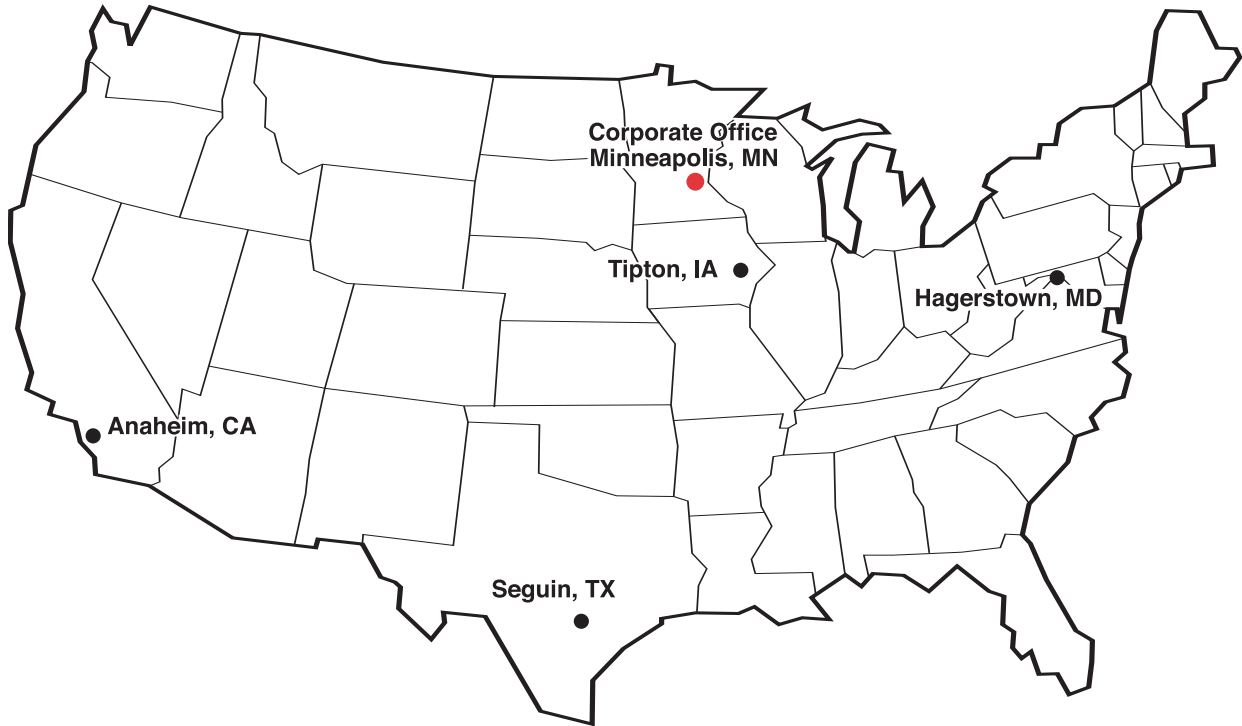 Corporate Office
Minneapolis, MN
Tipton, IA
Hagerstown, MD
Anaheim, CA
Seguin, TX